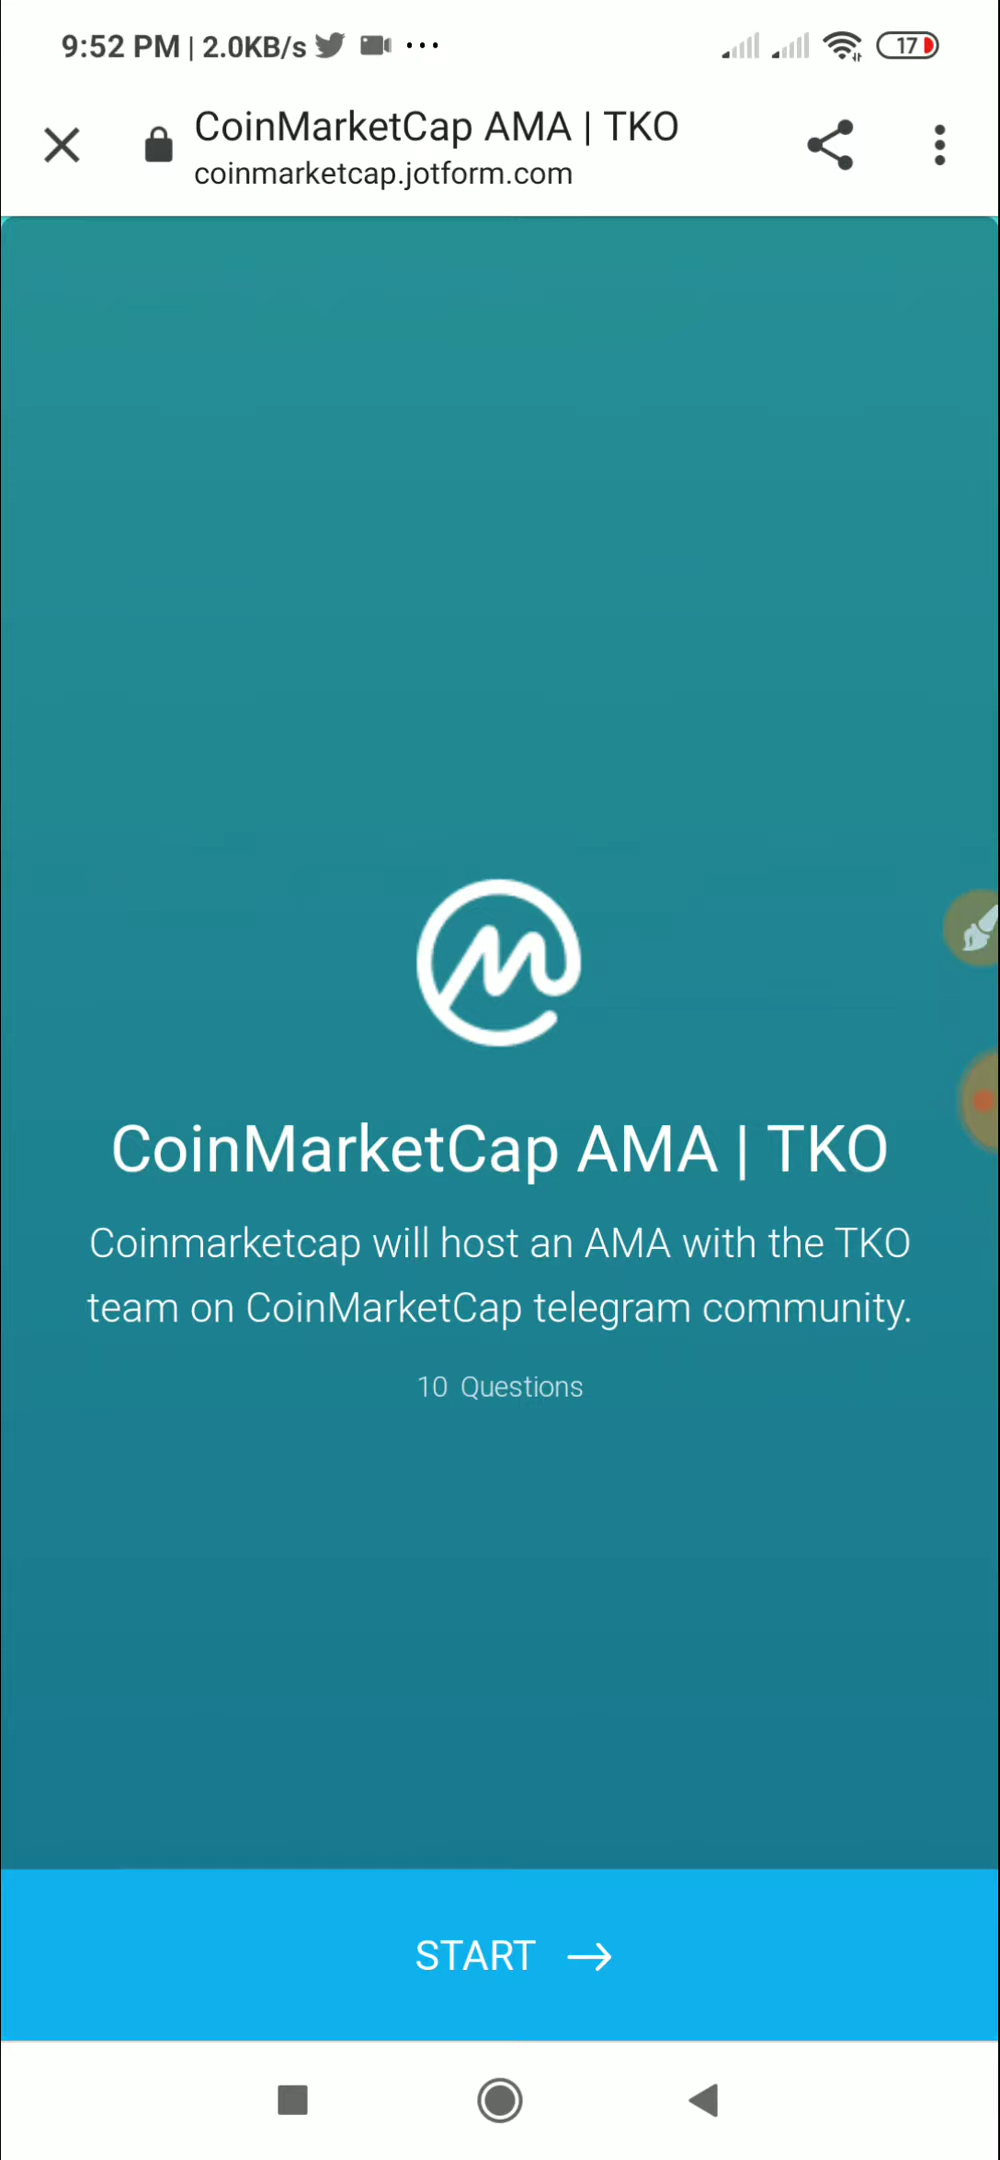 9:52 PM | 2.0KB/s ...
17
CoinMarketCap AMA | TKO
coinmarketcap.jotform.com
CoinMarketCap AMA | TKO
Coinmarketcap will host an AMA with the TKO
team on CoinMarketCap telegram community.
10 Questions
START →